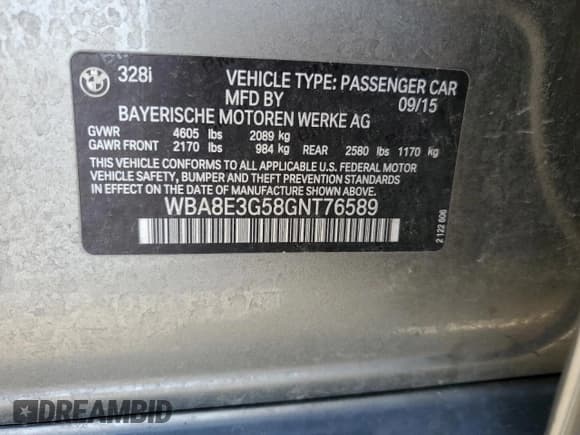 BMW
328i VEHICLE TYPE: PASSENGER CAR
MFD BY 09/15
BAYERISCHE MOTOREN WERKE AG
GVWR 4605 lbs 2089 kg
GAWR FRONT 2170 lbs 984 kg REAR 2580 lbs 1170 kg
THIS VEHICLE CONFORMS TO ALL APPLICABLE U.S. FEDERAL MOTOR
VEHICLE SAFETY, BUMPER AND THEFT PREVENTION STANDARDS
IN EFFECT ON THE DATE OF MANUFACTURE SHOWN ABOVE.
WBA8E3G58GNT76589
2 122 606
DREAMBID